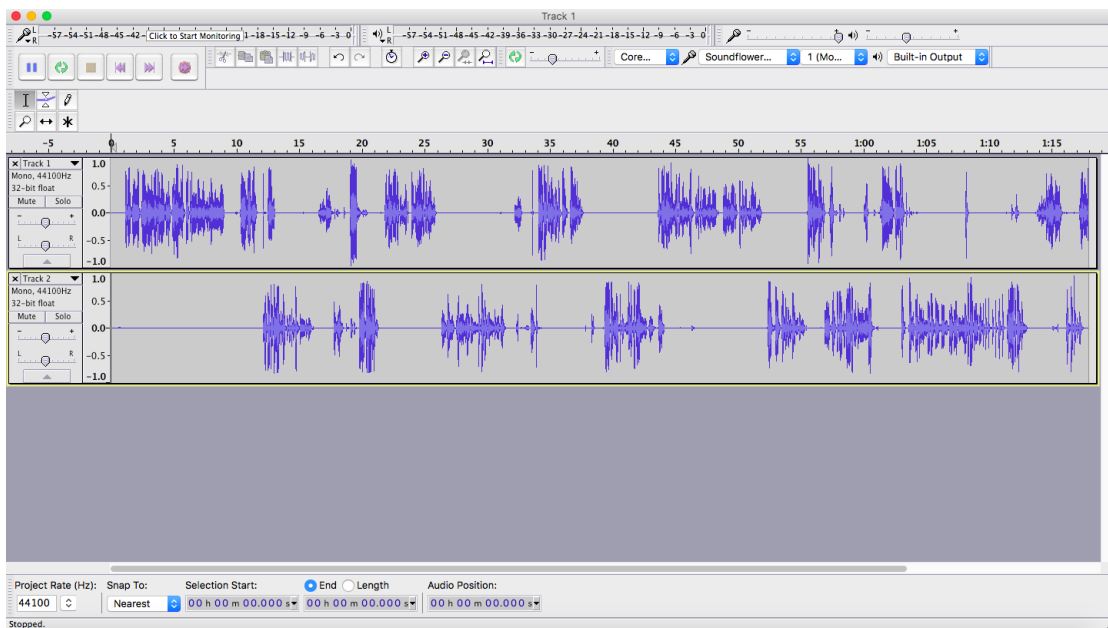 Track 1
L R -57 -54 -51 -48 -45 -42 - Click to Start Monitoring 1 -18 -15 -12 -9 -6 -3 0 L R -57 -54 -51 -48 -45 -42 -39 -36 -33 -30 -27 -24 -21 -18 -15 -12 -9 -6 -3 0 - + - +
- + Core... Soundflower... 1 (Mo... Built-in Output
-5 0 5 10 15 20 25 30 35 40 45 50 55 1:00 1:05 1:10 1:15
Track 1 1.0
Mono, 44100Hz
32-bit float 0.5-
Mute Solo
- + 0.0-
L R -0.5-
-1.0
Track 2 1.0
Mono, 44100Hz
32-bit float 0.5-
Mute Solo
- + 0.0-
L R -0.5-
-1.0
Project Rate (Hz): Snap To: Selection Start: End Length Audio Position:
44100 Nearest 00 h 00 m 00.000 s 00 h 00 m 00.000 s 00 h 00 m 00.000 s
Stopped.